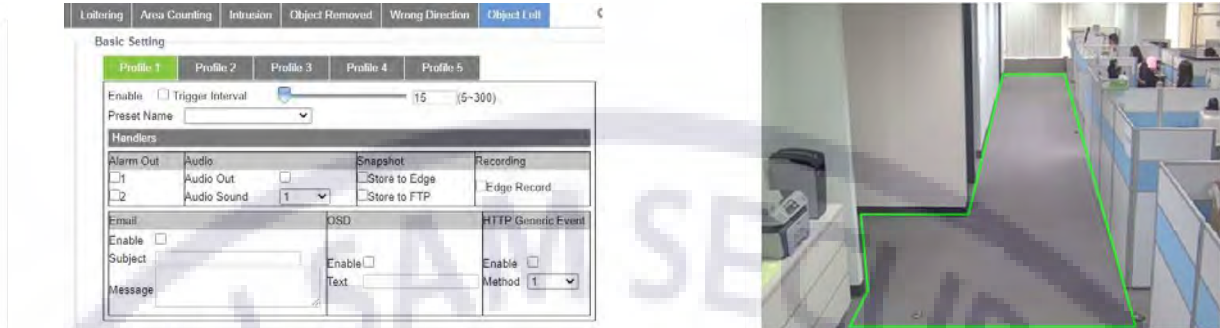 Loitering Area Counting Intrusion Object Removed Wrong Direction Object Left
Basic Setting
Profile 1 Profile 2 Profile 3 Profile 4 Profile 5
Enable Trigger Interval 15 (5~300)
Preset Name
Handlers
Alarm Out Audio Snapshot Recording
1 Audio Out Store to Edge Edge Record
2 Audio Sound 1 Store to FTP
Email OSD HTTP Generic Event
Enable
Subject Enable Enable
Message Text Method 1